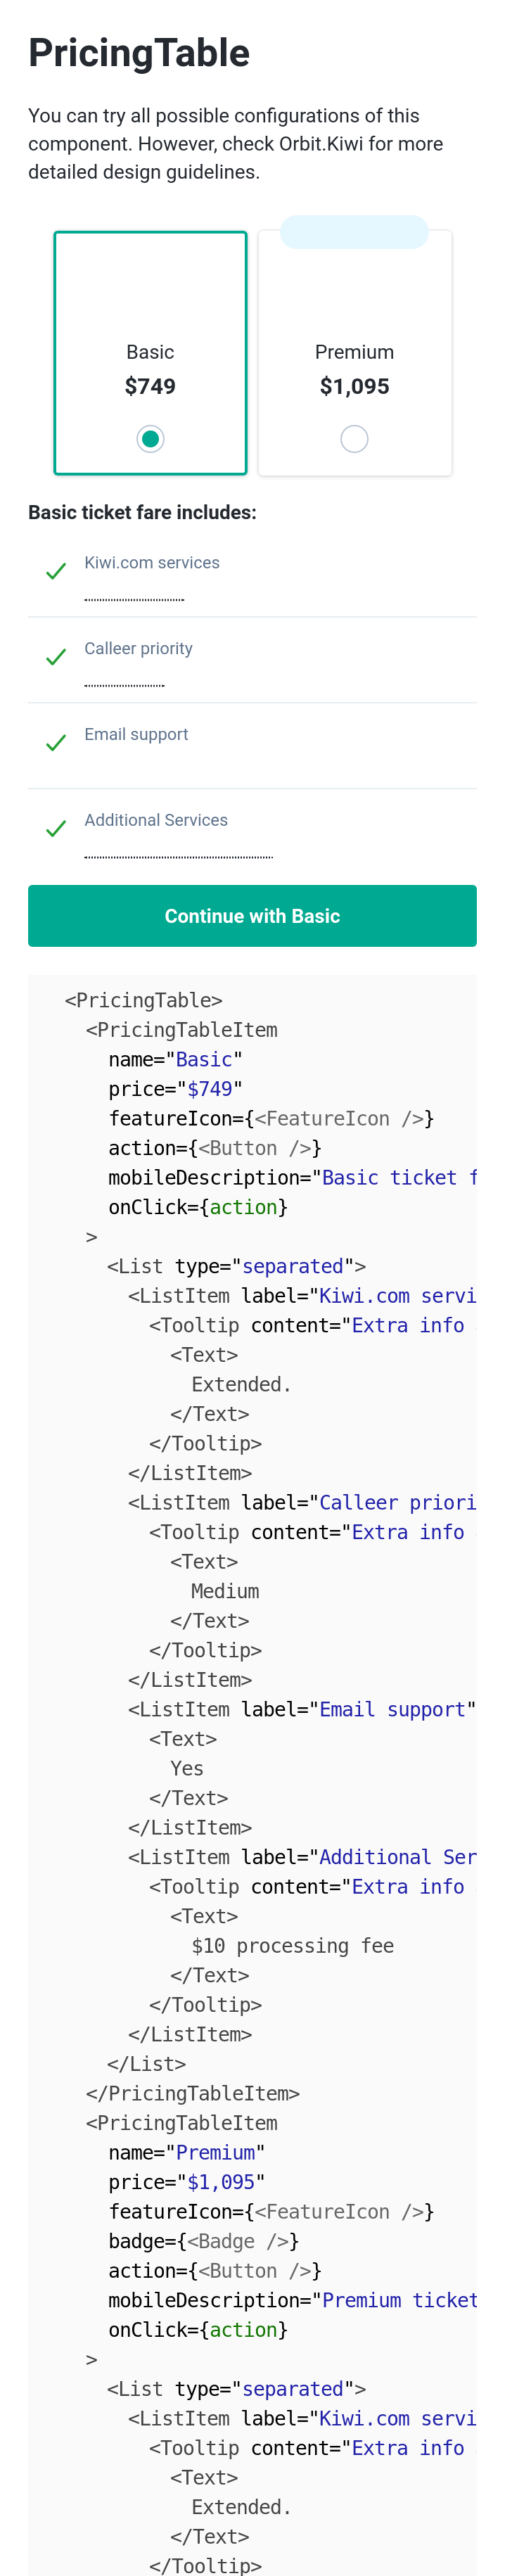 PricingTable
You can try all possible configurations of this
component. However, check Orbit.Kiwi for more
detailed design guidelines.
Basic
$749
Premium
$1,095
Basic ticket fare includes:
Kiwi.com services
Calleer priority
Email support
Additional Services
Continue with Basic
<PricingTable>
<PricingTableItem
name="Basic"
price="$749"
featureIcon={<FeatureIcon />}
action={<Button />}
mobileDescription="Basic ticket f
onClick={action}
>
<List type="separated">
<ListItem label="Kiwi.com servi
<Tooltip content="Extra info
<Text>
Extended.
</Text>
</Tooltip>
</ListItem>
<ListItem label="Calleer priori
<Tooltip content="Extra info
<Text>
Medium
</Text>
</Tooltip>
</ListItem>
<ListItem label="Email support"
<Text>
Yes
</Text>
</ListItem>
<ListItem label="Additional Ser
<Tooltip content="Extra info
<Text>
$10 processing fee
</Text>
</Tooltip>
</ListItem>
</List>
</PricingTableItem>
<PricingTableItem
name="Premium"
price="$1,095"
featureIcon={<FeatureIcon />}
badge={<Badge />}
action={<Button />}
mobileDescription="Premium ticket
onClick={action}
>
<List type="separated">
<ListItem label="Kiwi.com servi
<Tooltip content="Extra info
<Text>
Extended.
</Text>
</Tooltip>